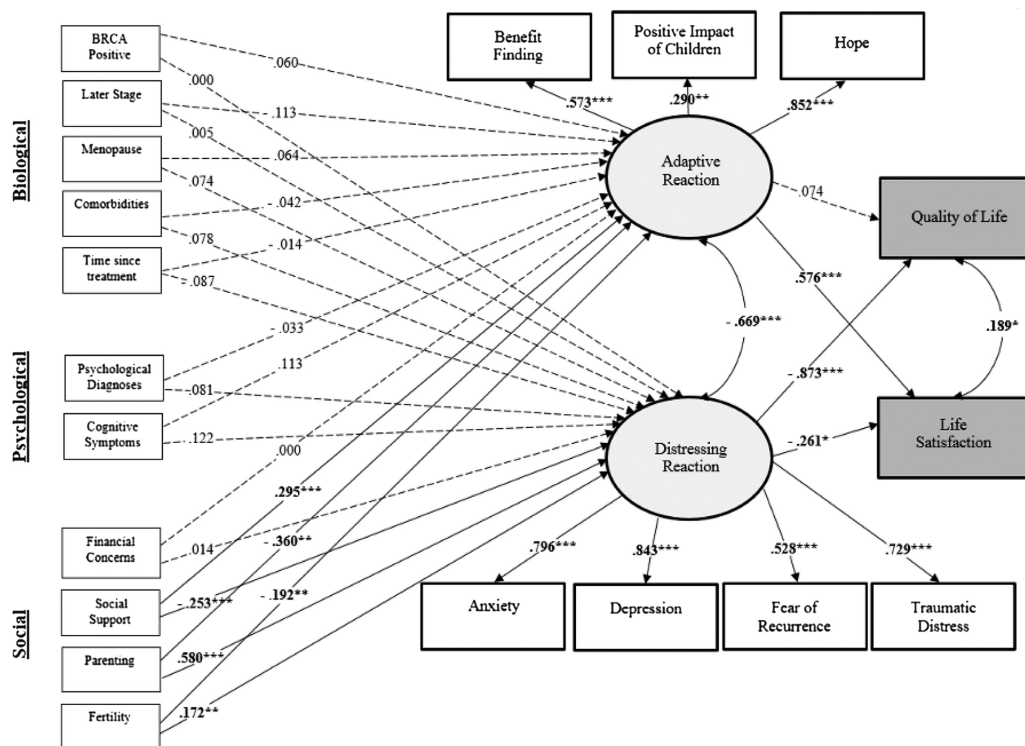 Biological
BRCA
Positive
Later Stage
Menopause
Comorbidities
Time since
treatment
Psychological
Psychological
Diagnoses
Cognitive
Symptoms
Social
Financial
Concerns
Social
Support
Parenting
Fertility
.060
.000
.113
.005
.064
.074
-.042
.078
-.014
-.087
-.033
-.081
.113
.122
.000
.014
.295***
-.253***
-.360**
.580***
-.192**
.172**
Benefit
Finding
Positive Impact
of Children
Hope
.573***
.290**
.852***
Adaptive
Reaction
.074
.576***
-.669***
-.873***
-.261*
Distressing
Reaction
.796***
.843***
.528***
.729***
Anxiety
Depression
Fear of
Recurrence
Traumatic
Distress
Quality of Life
.189*
Life
Satisfaction